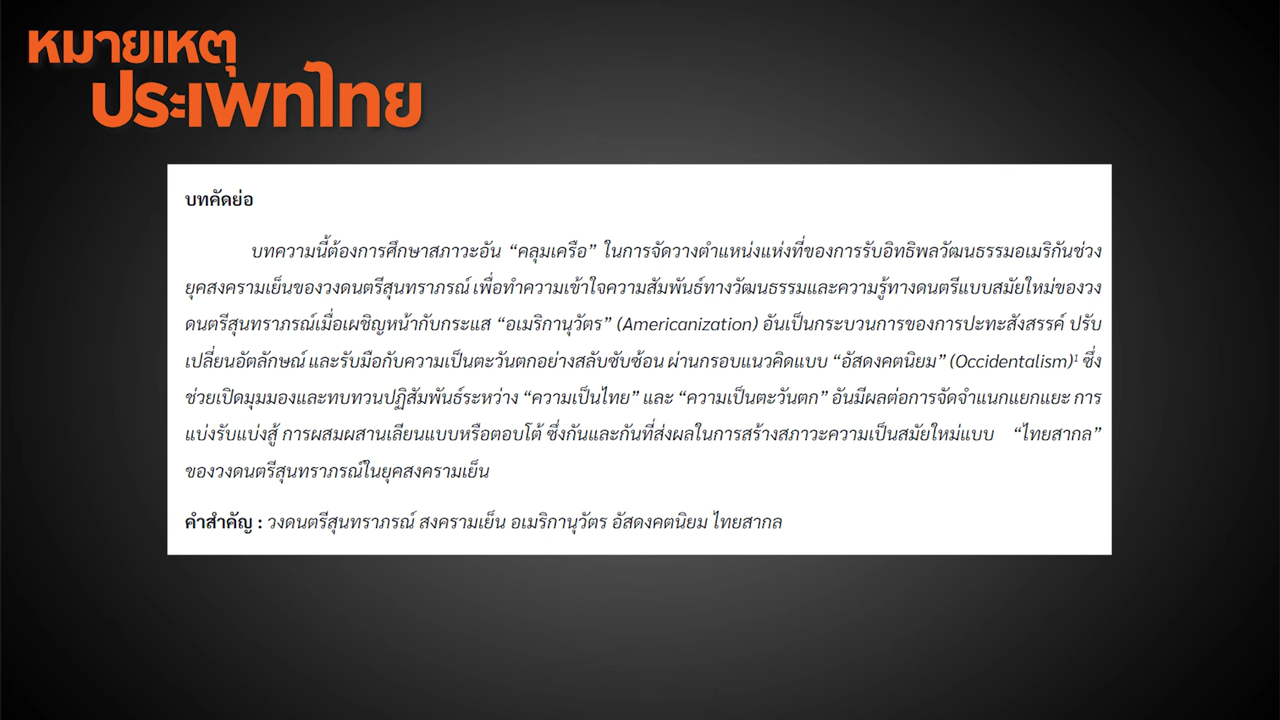 หมายเหตุ
ประเพทไทย
บทคัดย่อ
บทความนี้ต้องการศึกษาสภาวะอัน “คลุมเครือ” ในการจัดวางตำแหน่งแห่งที่ของการรับอิทธิพลวัฒนธรรมอเมริกันช่วง
ยุคสงครามเย็นของวงดนตรีสุนทราภรณ์ เพื่อทำความเข้าใจความสัมพันธ์ทางวัฒนธรรมและความรู้ทางดนตรีแบบสมัยใหม่ของวง
ดนตรีสุนทราภรณ์เมื่อเผชิญหน้ากับกระแส “อเมริกานุวัตร” (Americanization) อันเป็นกระบวนการของการปะทะสังสรรค์ ปรับ
เปลี่ยนอัตลักษณ์ และรับมือกับความเป็นตะวันตกอย่างสลับซับซ้อน ผ่านกรอบแนวคิดแบบ “อัสดงคตนิยม” (Occidentalism)¹ ซึ่ง
ช่วยเปิดมุมมองและทบทวนปฏิสัมพันธ์ระหว่าง “ความเป็นไทย” และ “ความเป็นตะวันตก” อันมีผลต่อการจัดจำแนกแยกแยะ การ
แบ่งรับแบ่งสู้ การผสมผสานเลียนแบบหรือตอบโต้ ซึ่งกันและกันที่ส่งผลในการสร้างสภาวะความเป็นสมัยใหม่แบบ “ไทยสากล”
ของวงดนตรีสุนทราภรณ์ในยุคสงครามเย็น
คำสำคัญ : วงดนตรีสุนทราภรณ์ สงครามเย็น อเมริกานุวัตร อัสดงคตนิยม ไทยสากล